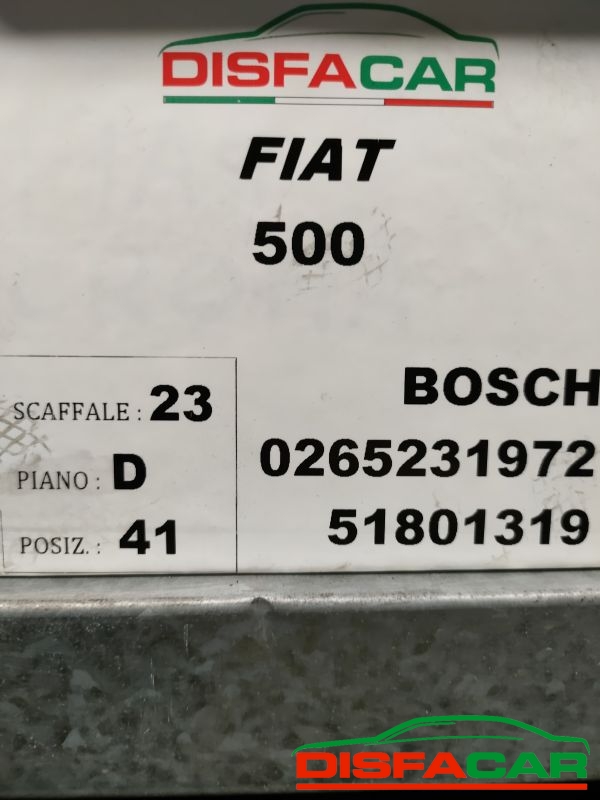 DISFACAR
FIAT
500
SCAFFALE : 23
PIANO : D
POSIZ. : 41
BOSCH
0265231972
51801319
DISFACAR